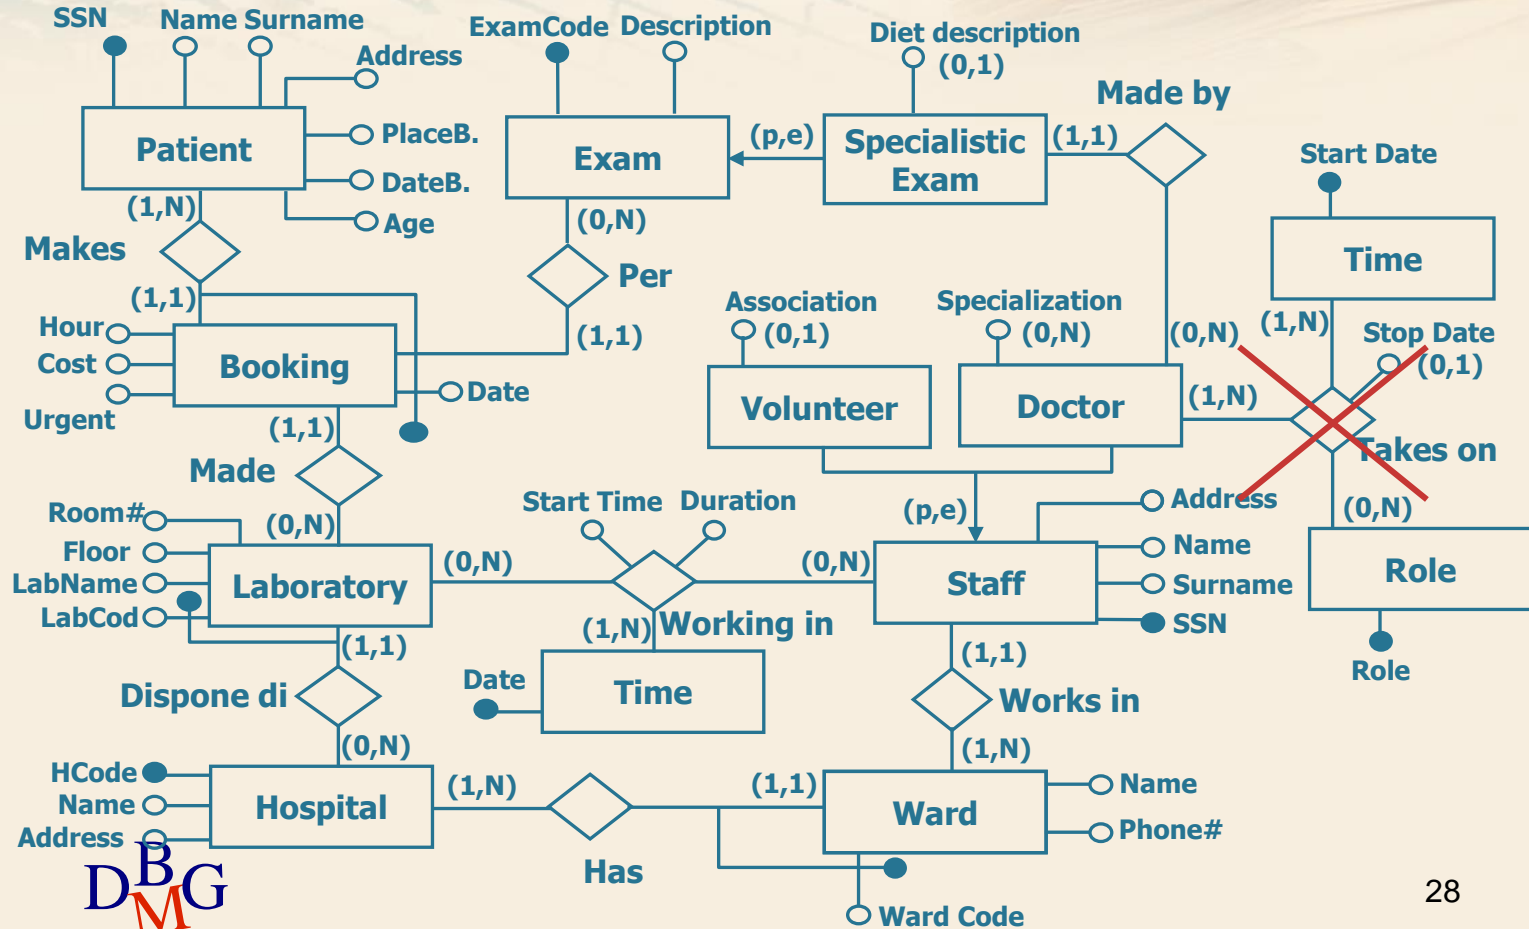 SSN
Name Surname
ExamCode Description
Diet description
(0,1)
Address
Made by
Patient
PlaceB.
DateB.
Age
(1,N)
Exam
(p,e)
Specialistic
Exam
(1,1)
Start Date
Time
Makes
(0,N)
Per
(1,1)
(1,1)
Hour
Cost
Urgent
Booking
Date
Association
(0,1)
Specialization
(0,N)
(0,N)
(1,N)
Stop Date
(0,1)
Volunteer
Doctor
(1,N)
Takes on
(1,1)
Made
(0,N)
Room#
Floor
LabName
LabCod
Laboratory
Start Time
Duration
(p,e)
Address
Name
Surname
SSN
(0,N)
Role
Role
(0,N)
(0,N)
Staff
Working in
(1,N)
Time
Date
(1,1)
Dispone di
(0,N)
(1,1)
Works in
(1,N)
HCode
Name
Address
Hospital
(1,N)
Has
(1,1)
Ward
Name
Phone#
Ward Code
DBMG
28